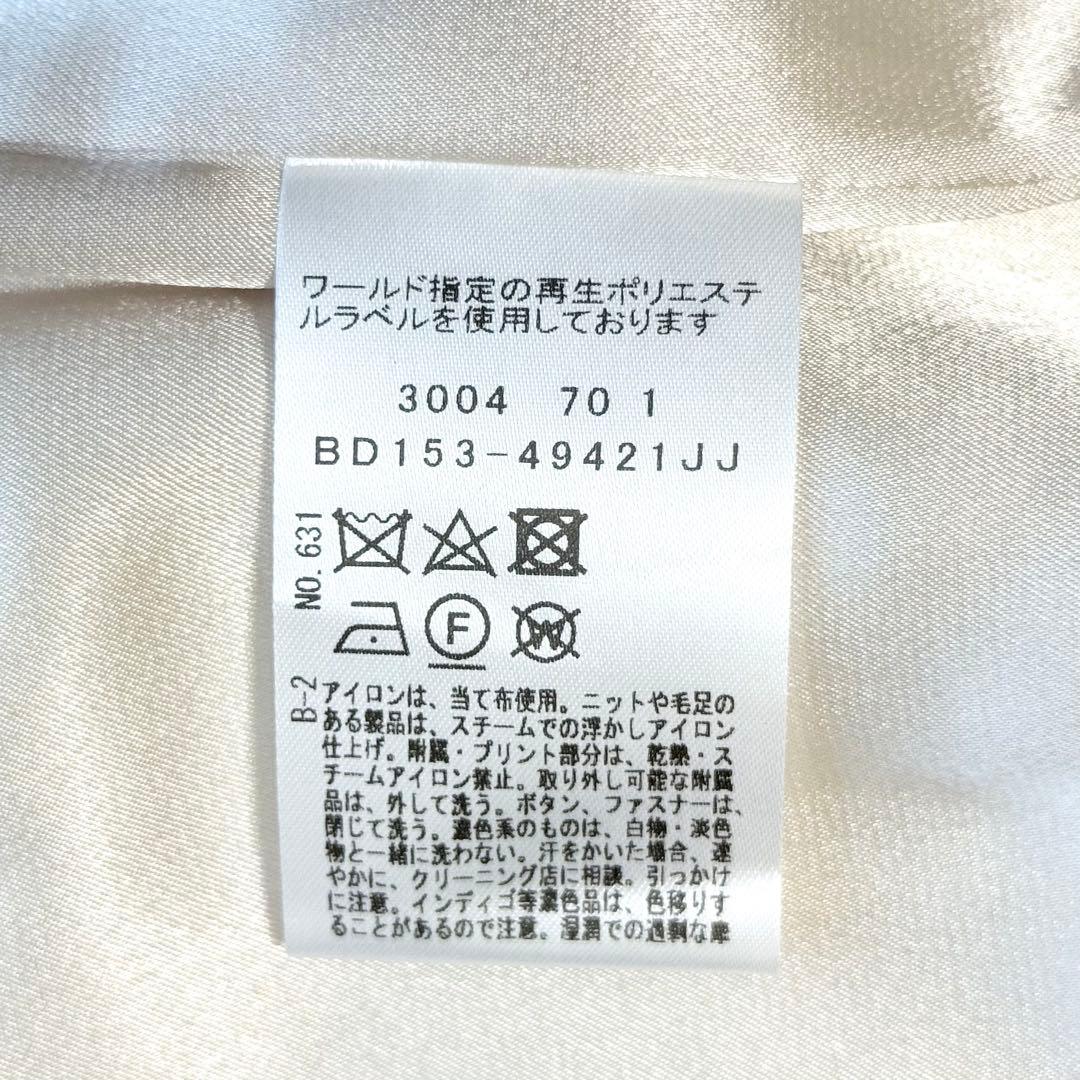 ワールド指定の再生ポリエステ
ルラベルを使用しております
3004 70 1
BD153-49421JJ
NO.631
F
W
B-2
アイロンは、当て布使用。ニットや毛足の
ある製品は、スチームでの浮かしアイロン
仕上げ。附属・プリント部分は、乾熱・ス
チームアイロン禁止。取り外し可能な附属
品は、外して洗う。ボタン、ファスナーは、
閉じて洗う。濃色系のものは、白物・淡色
物と一緒に洗わない。汗をかいた場合、速
やかに、クリーニング店に相談。引っかけ
に注意。インディゴ等濃色品は、色移りす
ることがあるので注意。湿潤での過剰な摩